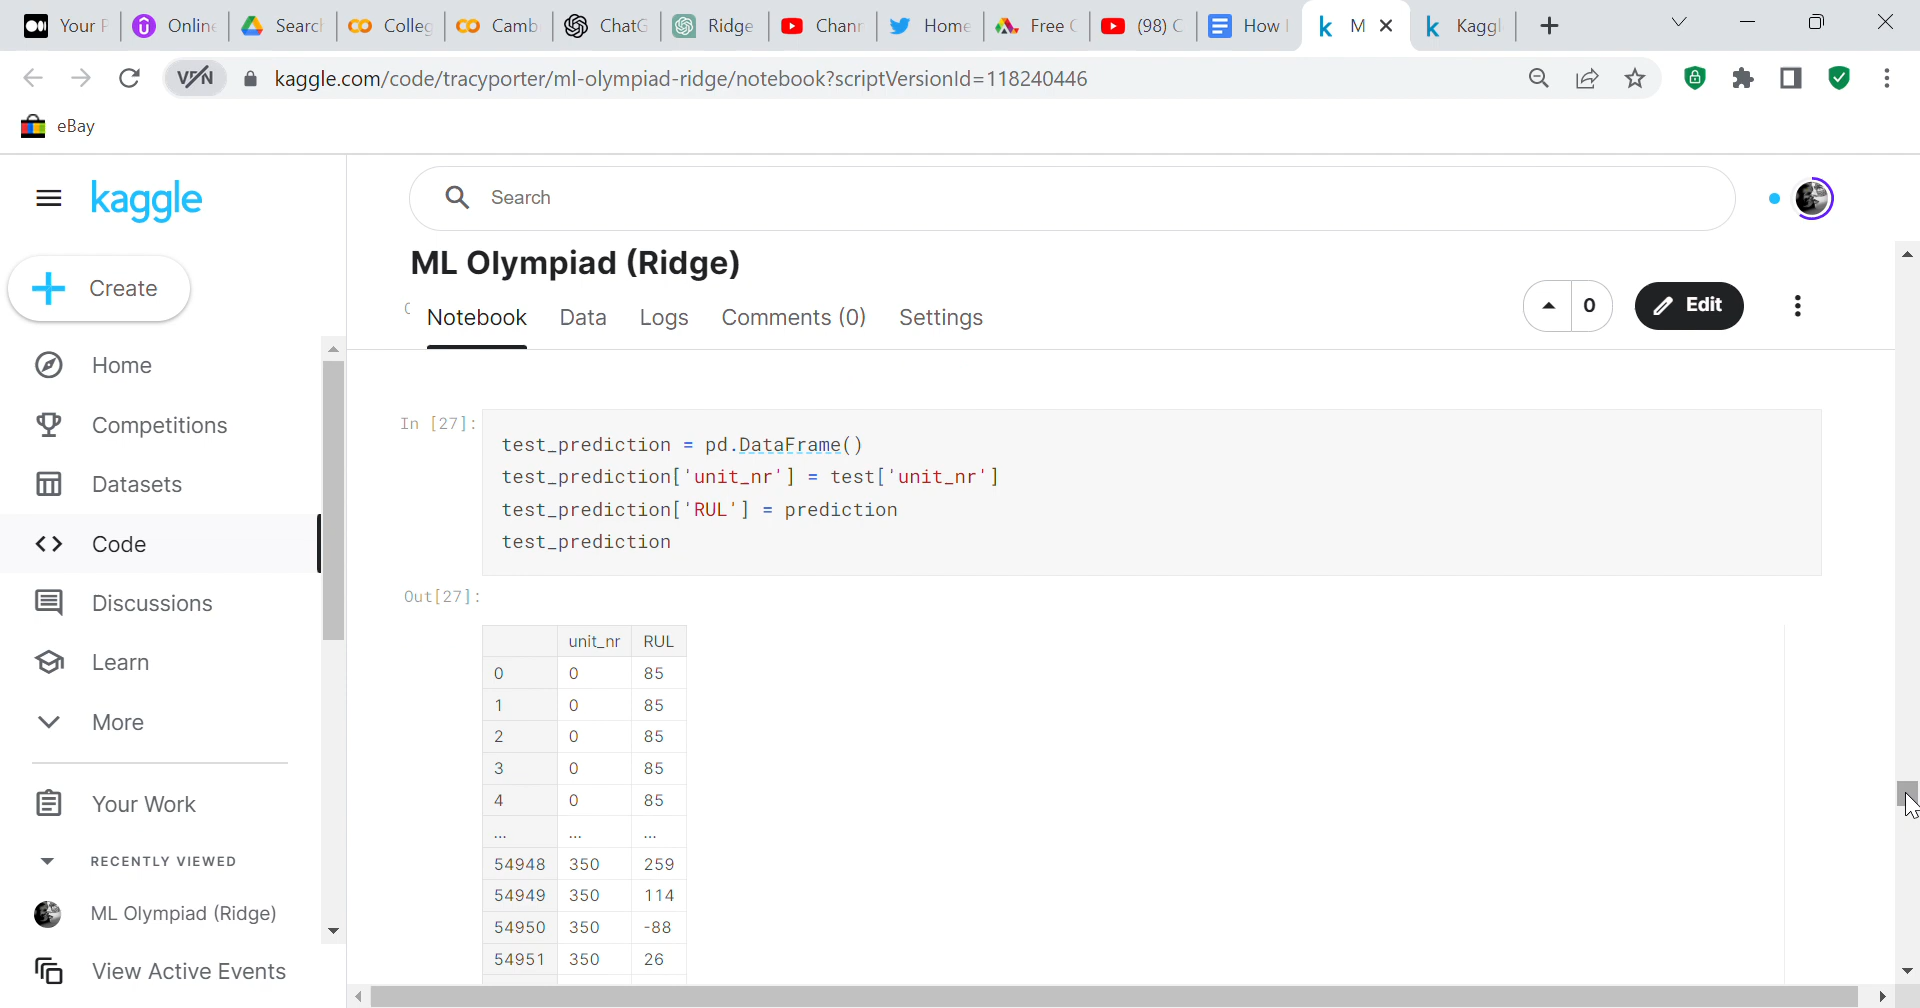 Your P Online Search Colleg Camb ChatG Ridge Chann Home Free C (98) C How M Kaggle
VPN kaggle.com/code/tracyporter/ml-olympiad-ridge/notebook?scriptVersionId=118240446
eBay
kaggle
Search
Create
ML Olympiad (Ridge)
Notebook Data Logs Comments (0) Settings
0 Edit
Home
Competitions
Datasets
Code
Discussions
Learn
More
Your Work
RECENTLY VIEWED
ML Olympiad (Ridge)
View Active Events
In [27]:
test_prediction = pd.DataFrame()
test_prediction['unit_nr'] = test['unit_nr']
test_prediction['RUL'] = prediction
test_prediction
Out[27]:
unit_nr RUL
0 0 85
1 0 85
2 0 85
3 0 85
4 0 85
... ... ...
54948 350 259
54949 350 114
54950 350 -88
54951 350 26